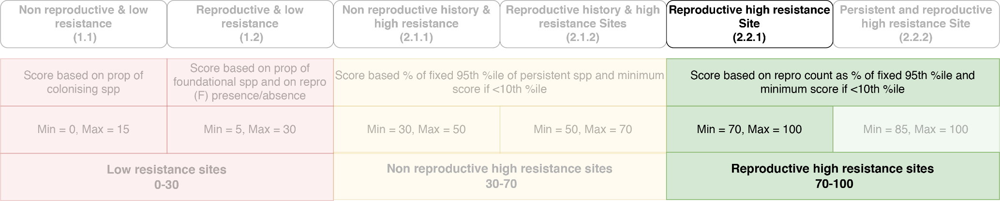 Non reproductive & low
resistance
(1.1)
Reproductive & low
resistance
(1.2)
Non reproductive history &
high resistance
(2.1.1)
Reproductive history & high
resistance Sites
(2.1.2)
Reproductive high resistance
Site
(2.2.1)
Persistent and reproductive
high resistance Site
(2.2.2)
Score based on prop of
colonising spp
Score based on prop of
foundational spp and on repro
(F) presence/absence
Score based % of fixed 95th %ile of persistent spp and minimum
score if <10th %ile
Score based on repro count as % of fixed 95th %ile and
minimum score if <10th %ile
Min = 0, Max = 15
Min = 5, Max = 30
Min = 30, Max = 50
Min = 50, Max = 70
Min = 70, Max = 100
Min = 85, Max = 100
Low resistance sites
0-30
Non reproductive high resistance sites
30-70
Reproductive high resistance sites
70-100